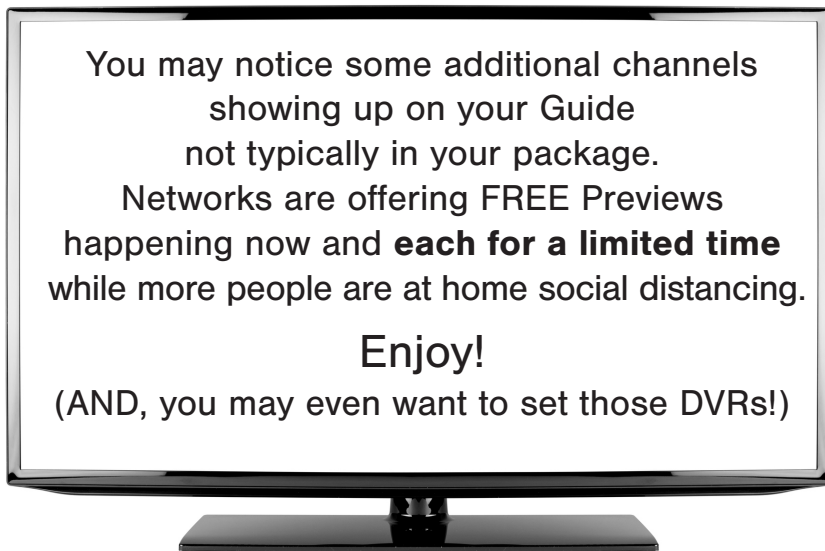 You may notice some additional channels
showing up on your Guide
not typically in your package.
Networks are offering FREE Previews
happening now and each for a limited time
while more people are at home social distancing.
Enjoy!
(AND, you may even want to set those DVRs!)